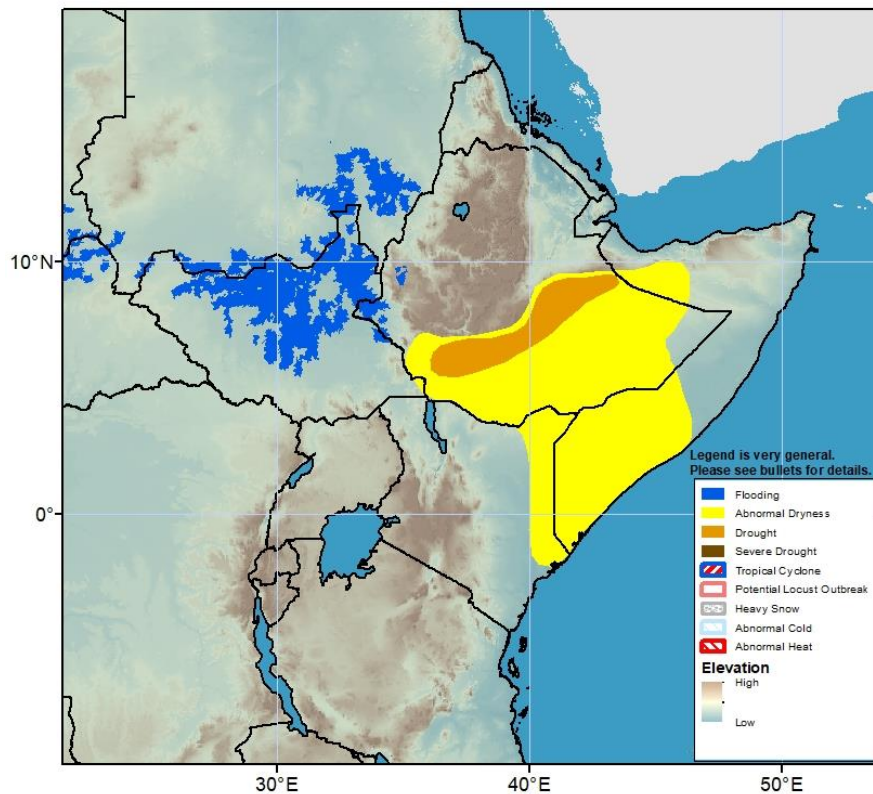 10°N
0°
30°E
40°E
50°E
Legend is very general.
Please see bullets for details.
Flooding
Abnormal Dryness
Drought
Severe Drought
Tropical Cyclone
Potential Locust Outbreak
Heavy Snow
Abnormal Cold
Abnormal Heat
Elevation
High
Low